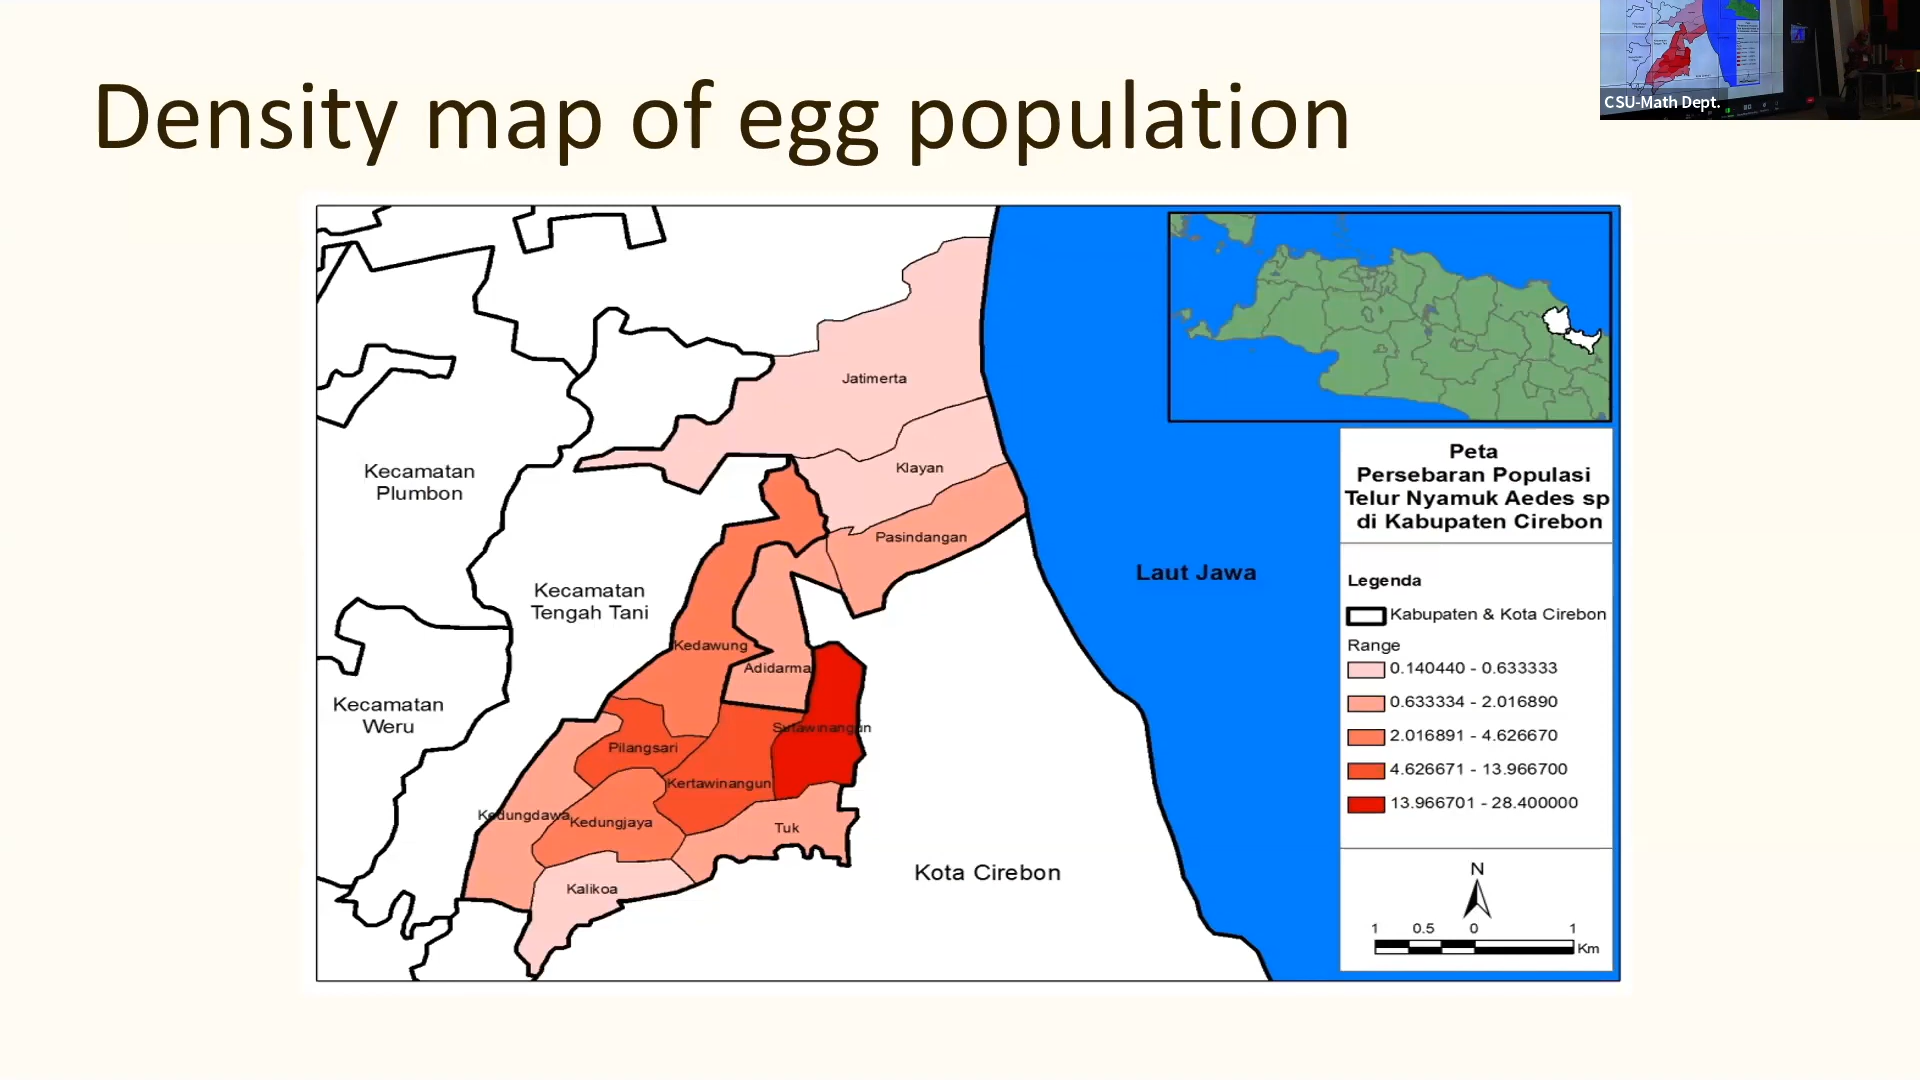 Density map of egg population
CSU-Math Dept.
Jatimerta
Klayan
Pasindangan
Kecamatan
Plumbon
Kecamatan
Tengah Tani
Kecamatan
Weru
Kedawung
Adidarma
Sutawinangun
Pilangsari
Kertawinangun
Kedungdawa
Kedungjaya
Tuk
Kalikoa
Kota Cirebon
Laut Jawa
Peta
Persebaran Populasi
Telur Nyamuk Aedes sp
di Kabupaten Cirebon
Legenda
Kabupaten & Kota Cirebon
Range
0.140440 - 0.633333
0.633334 - 2.016890
2.016891 - 4.626670
4.626671 - 13.966700
13.966701 - 28.400000
N
1 0.5 0 1
Km